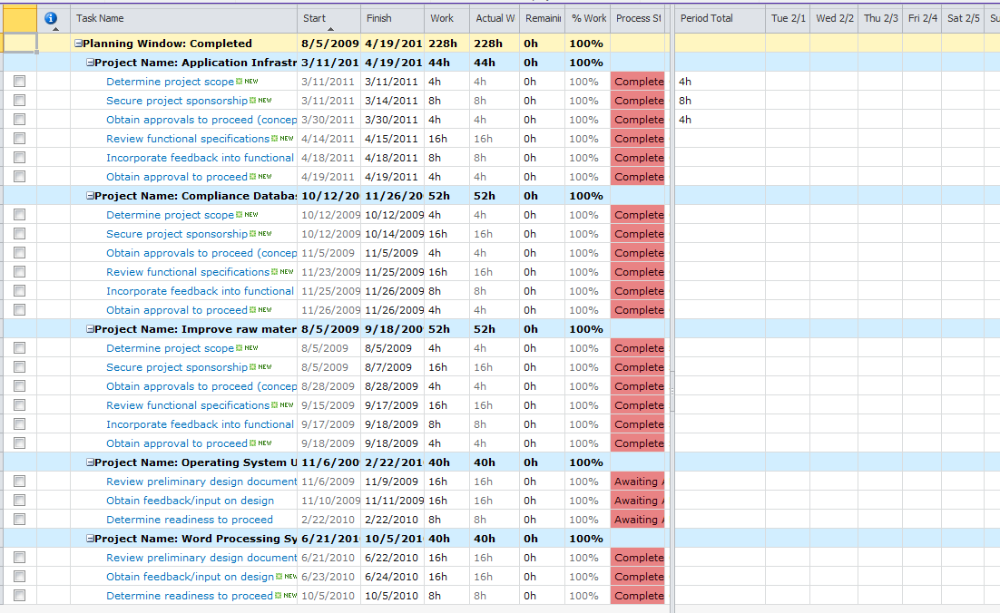 Task Name Start Finish Work Actual W Remainin % Work Process St Period Total Tue 2/1 Wed 2/2 Thu 2/3 Fri 2/4 Sat 2/5 Su
Planning Window: Completed 8/5/2009 4/19/201 228h 228h 0h 100%
Project Name: Application Infrastr 3/11/201 4/19/201 44h 44h 0h 100%
Determine project scope NEW 3/11/2011 3/11/2011 4h 4h 0h 100% Complete 4h
Secure project sponsorship NEW 3/11/2011 3/14/2011 8h 8h 0h 100% Complete 8h
Obtain approvals to proceed (concep 3/30/2011 3/30/2011 4h 4h 0h 100% Complete 4h
Review functional specifications NEW 4/14/2011 4/15/2011 16h 16h 0h 100% Complete
Incorporate feedback into functional 4/18/2011 4/18/2011 8h 8h 0h 100% Complete
Obtain approval to proceed NEW 4/19/2011 4/19/2011 4h 4h 0h 100% Complete
Project Name: Compliance Databas 10/12/20 11/26/20 52h 52h 0h 100%
Determine project scope NEW 10/12/2009 10/12/2009 4h 4h 0h 100% Complete
Secure project sponsorship NEW 10/12/2009 10/14/2009 16h 16h 0h 100% Complete
Obtain approvals to proceed (concep 11/5/2009 11/5/2009 4h 4h 0h 100% Complete
Review functional specifications NEW 11/23/2009 11/25/2009 16h 16h 0h 100% Complete
Incorporate feedback into functional 11/25/2009 11/26/2009 8h 8h 0h 100% Complete
Obtain approval to proceed NEW 11/26/2009 11/26/2009 4h 4h 0h 100% Complete
Project Name: Improve raw mater 8/5/2009 9/18/200 52h 52h 0h 100%
Determine project scope NEW 8/5/2009 8/5/2009 4h 4h 0h 100% Complete
Secure project sponsorship NEW 8/5/2009 8/7/2009 16h 16h 0h 100% Complete
Obtain approvals to proceed (concep 8/28/2009 8/28/2009 4h 4h 0h 100% Complete
Review functional specifications NEW 9/15/2009 9/17/2009 16h 16h 0h 100% Complete
Incorporate feedback into functional 9/17/2009 9/18/2009 8h 8h 0h 100% Complete
Obtain approval to proceed NEW 9/18/2009 9/18/2009 4h 4h 0h 100% Complete
Project Name: Operating System U 11/6/200 2/22/201 40h 40h 0h 100%
Review preliminary design document 11/6/2009 11/9/2009 16h 16h 0h 100% Awaiting A
Obtain feedback/input on design 11/10/2009 11/11/2009 16h 16h 0h 100% Awaiting A
Determine readiness to proceed 2/22/2010 2/22/2010 8h 8h 0h 100% Awaiting A
Project Name: Word Processing Sy 6/21/201 10/5/201 40h 40h 0h 100%
Review preliminary design document 6/21/2010 6/22/2010 16h 16h 0h 100% Complete
Obtain feedback/input on design NEW 6/23/2010 6/24/2010 16h 16h 0h 100% Complete
Determine readiness to proceed NEW 10/5/2010 10/5/2010 8h 8h 0h 100% Complete